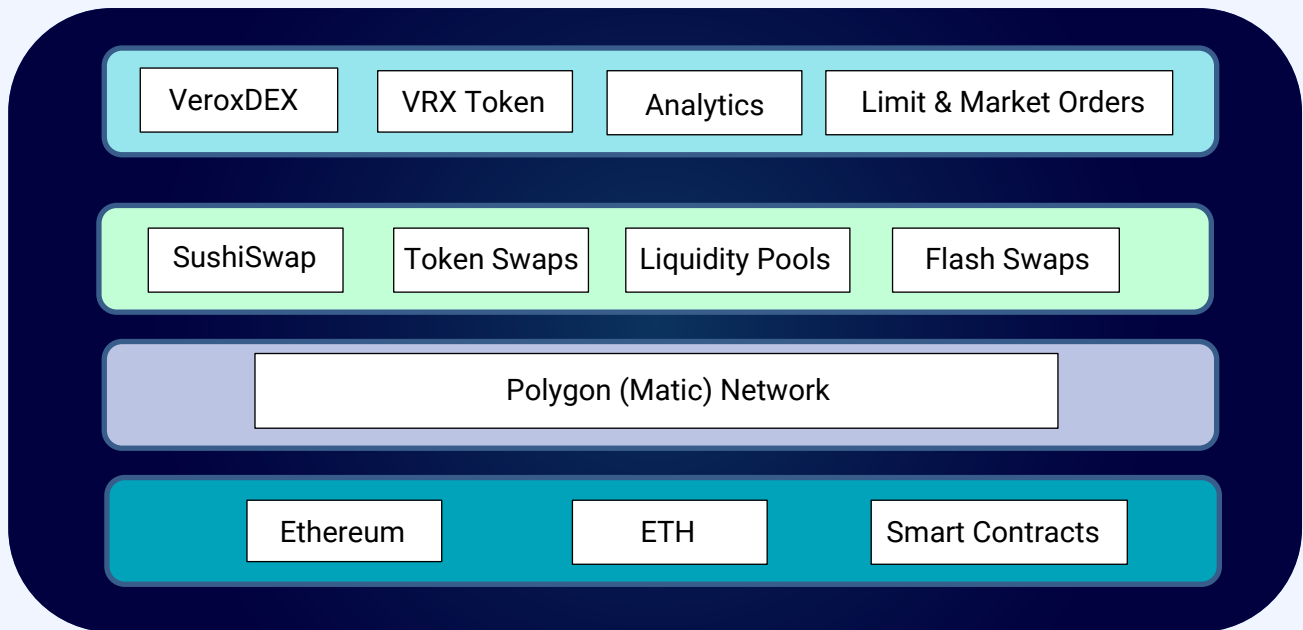 VeroxDEX
VRX Token
Analytics
Limit & Market Orders
SushiSwap
Token Swaps
Liquidity Pools
Flash Swaps
Polygon (Matic) Network
Ethereum
ETH
Smart Contracts